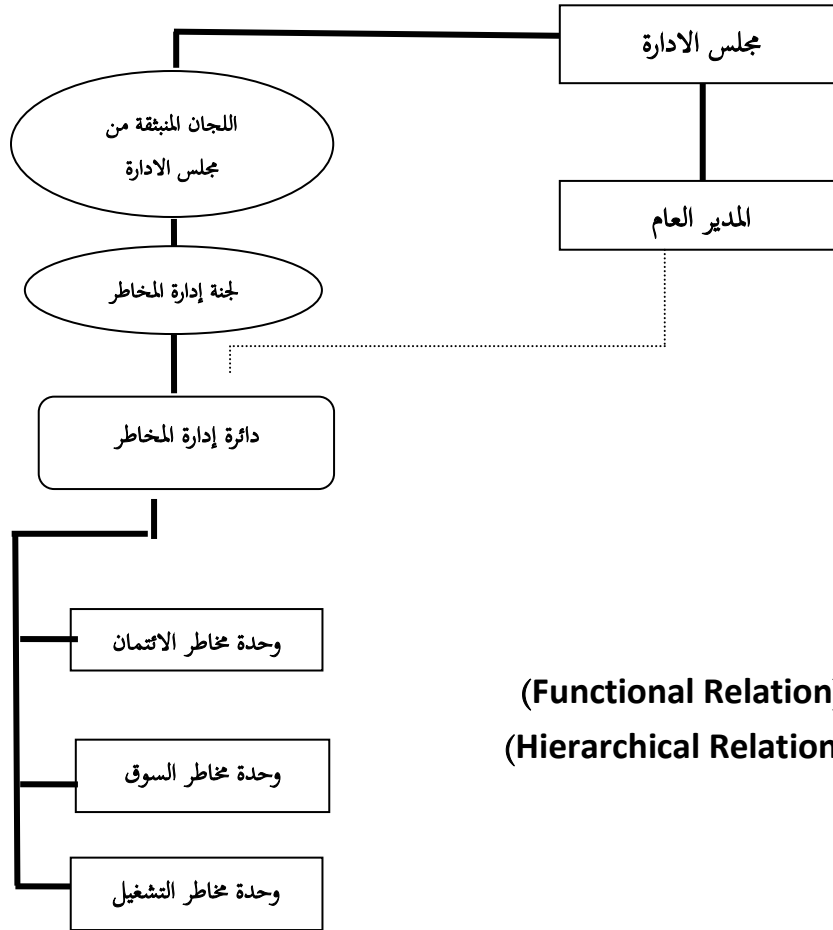 مجلس الادارة
اللجان المنبثقة من
مجلس الادارة
المدير العام
لجنة إدارة المخاطر
دائرة إدارة المخاطر
وحدة مخاطر الائتمان
وحدة مخاطر السوق
وحدة مخاطر التشغيل
(Functional Relation)
(Hierarchical Relation